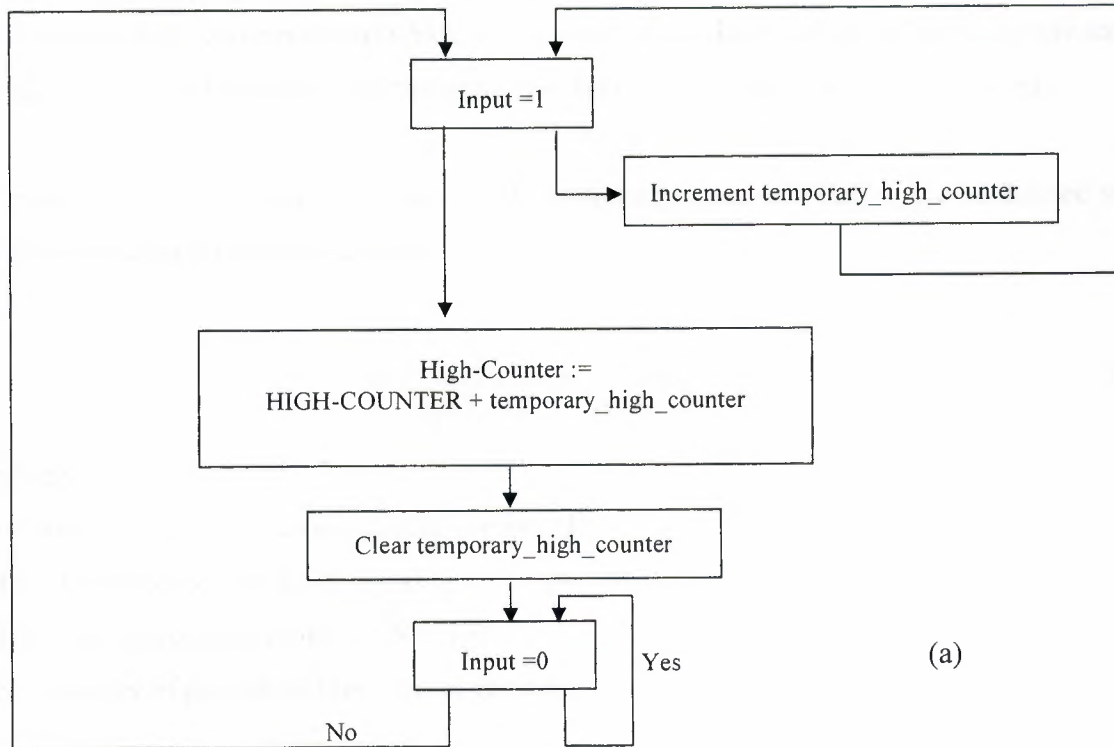 Input =1
Increment temporary_high_counter
High-Counter :=
HIGH-COUNTER + temporary_high_counter
Clear temporary_high_counter
Input =0
Yes
(a)
No